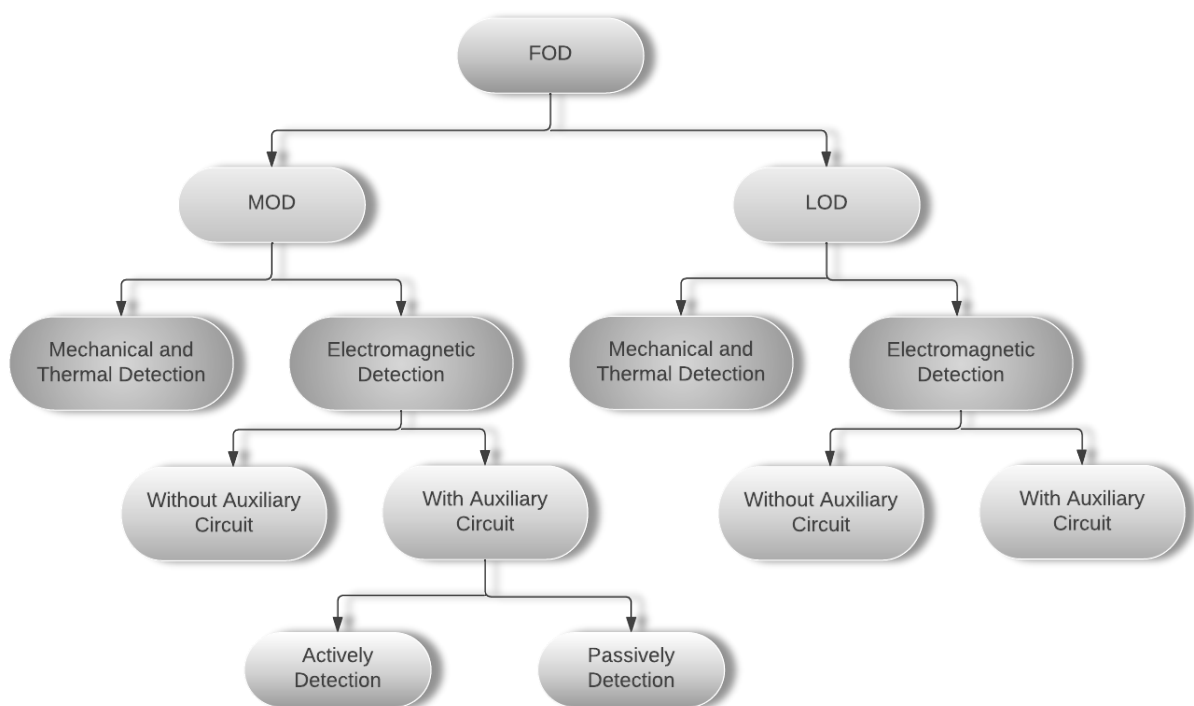 FOD
MOD
LOD
Mechanical and
Thermal Detection
Electromagnetic
Detection
Mechanical and
Thermal Detection
Electromagnetic
Detection
Without Auxiliary
Circuit
With Auxiliary
Circuit
Without Auxiliary
Circuit
With Auxiliary
Circuit
Actively
Detection
Passively
Detection